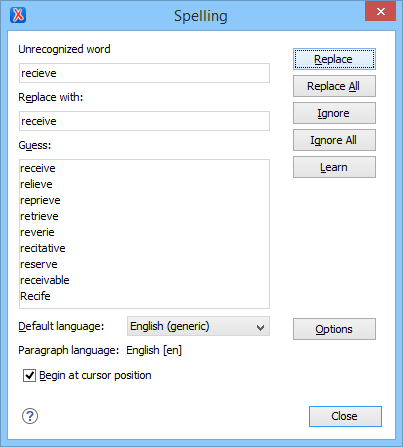 Spelling
Unrecognized word
recieve
Replace with:
receive
Guess:
receive
relieve
reprieve
retrieve
reverie
recitative
reserve
receivable
Recife
Replace
Replace All
Ignore
Ignore All
Learn
Default language: English (generic)
Options
Paragraph language: English [en]
Begin at cursor position
Close